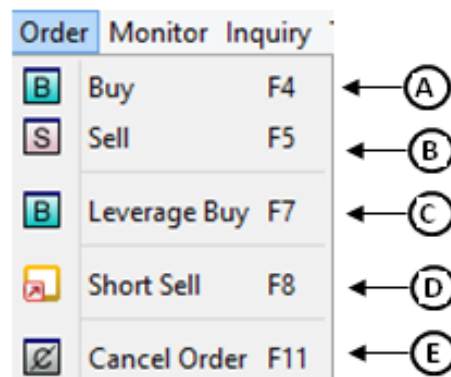 Order Monitor Inquiry
B Buy F4 A
S Sell F5 B
B Leverage Buy F7 C
Short Sell F8 D
Cancel Order F11 E